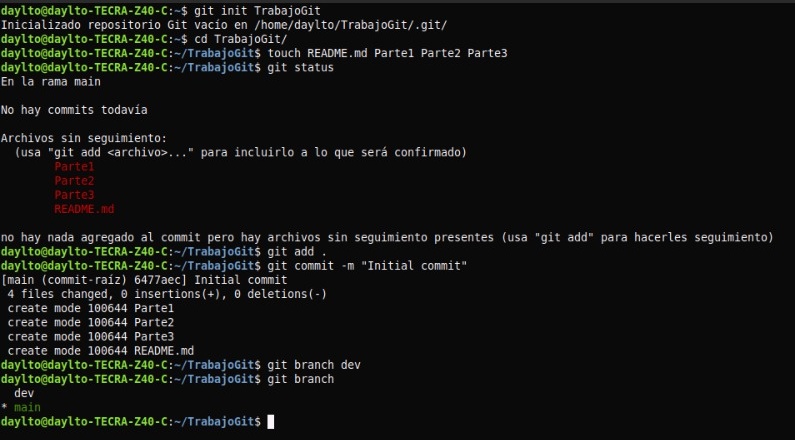 daylto@daylto-TECRA-Z40-C:~$ git init TrabajoGit
Inicializado repositorio Git vacío en /home/daylto/TrabajoGit/.git/
daylto@daylto-TECRA-Z40-C:~$ cd TrabajoGit/
daylto@daylto-TECRA-Z40-C:~/TrabajoGit$ touch README.md Parte1 Parte2 Parte3
daylto@daylto-TECRA-Z40-C:~/TrabajoGit$ git status
En la rama main
No hay commits todavía
Archivos sin seguimiento:
  (usa "git add <archivo>..." para incluirlo a lo que será confirmado)
        Parte1
        Parte2
        Parte3
        README.md
no hay nada agregado al commit pero hay archivos sin seguimiento presentes (usa "git add" para hacerles seguimiento)
daylto@daylto-TECRA-Z40-C:~/TrabajoGit$ git add .
daylto@daylto-TECRA-Z40-C:~/TrabajoGit$ git commit -m "Initial commit"
[main (commit-raíz) 6477aec] Initial commit
 4 files changed, 0 insertions(+), 0 deletions(-)
 create mode 100644 Parte1
 create mode 100644 Parte2
 create mode 100644 Parte3
 create mode 100644 README.md
daylto@daylto-TECRA-Z40-C:~/TrabajoGit$ git branch dev
daylto@daylto-TECRA-Z40-C:~/TrabajoGit$ git branch
  dev
* main
daylto@daylto-TECRA-Z40-C:~/TrabajoGit$